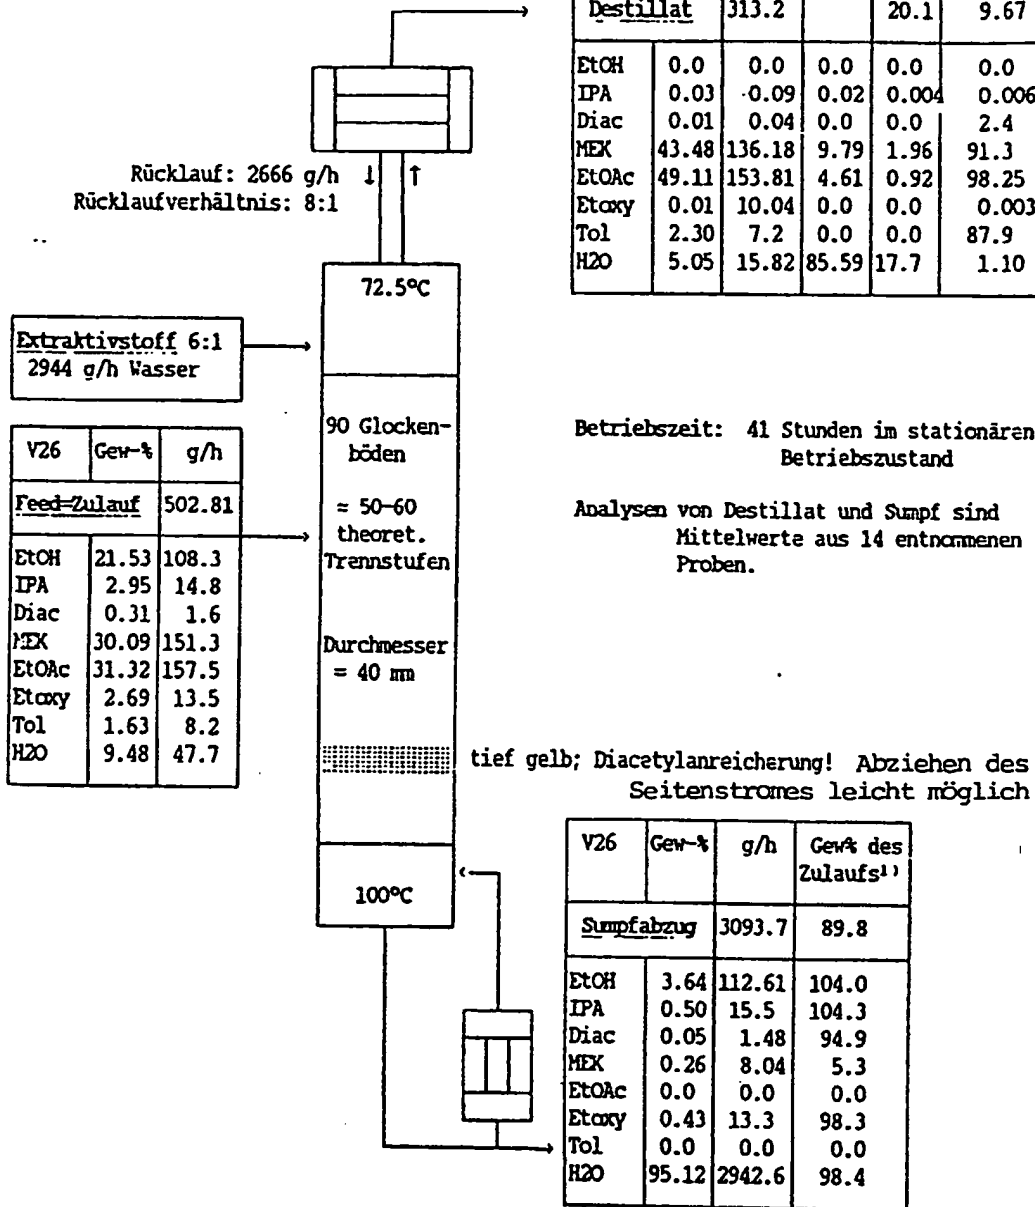 Destillat 313.2 20.1 9.67
EtOH 0.0 0.0 0.0 0.0 0.0
IPA 0.03 0.09 0.02 0.004 0.006
Diac 0.01 0.04 0.0 0.0 2.4
MEK 43.48 136.18 9.79 1.96 91.3
EtOAc 49.11 153.81 4.61 0.92 98.25
Etoxy 0.01 10.04 0.0 0.0 0.003
Tol 2.30 7.2 0.0 0.0 87.9
H2O 5.05 15.82 85.59 17.7 1.10
Rücklauf: 2666 g/h ↓ ↑
Rücklaufverhältnis: 8:1
72.5°C
Extraktivstoff 6:1
2944 g/h Wasser
V26 Gew-% g/h
Feed=Zulauf 502.81
EtOH 21.53 108.3
IPA 2.95 14.8
Diac 0.31 1.6
MEK 30.09 151.3
EtOAc 31.32 157.5
Etoxy 2.69 13.5
Tol 1.63 8.2
H2O 9.48 47.7
90 Glocken-
böden
≈ 50-60
theoret.
Trennstufen
Durchmesser
= 40 mm
Betriebszeit: 41 Stunden im stationären
Betriebszustand
Analysen von Destillat und Sumpf sind
Mittelwerte aus 14 entnommenen
Proben.
tief gelb; Diacetylanreicherung! Abziehen des
Seitenstromes leicht möglich
100°C
V26 Gew-% g/h Gew% des
Zulaufs¹⁾
Sumpfabzug 3093.7 89.8
EtOH 3.64 112.61 104.0
IPA 0.50 15.5 104.3
Diac 0.05 1.48 94.9
MEK 0.26 8.04 5.3
EtOAc 0.0 0.0 0.0
Etoxy 0.43 13.3 98.3
Tol 0.0 0.0 0.0
H2O 95.12 2942.6 98.4